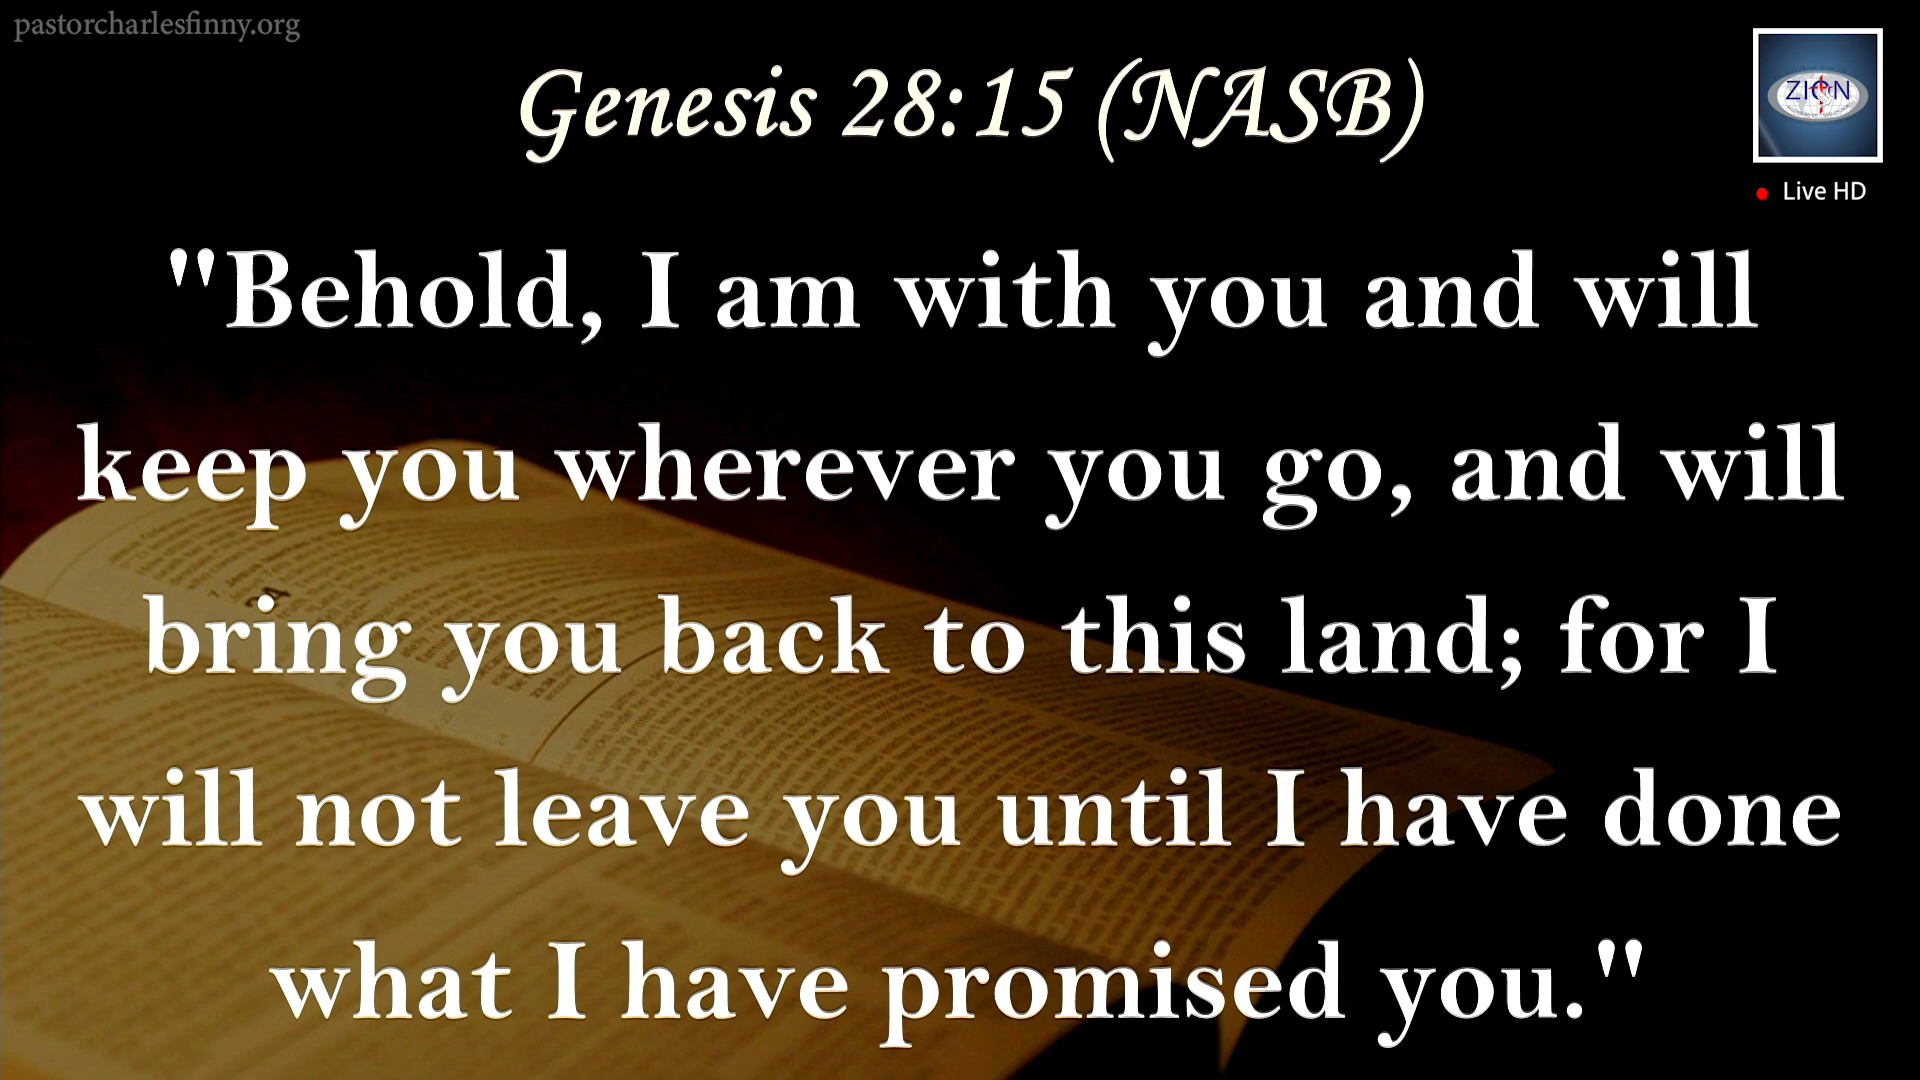 pastorcharlesfinny.org
Genesis 28:15 (NASB)
ZION
Live HD
"Behold, I am with you and will
keep you wherever you go, and will
bring you back to this land; for I
will not leave you until I have done
what I have promised you."